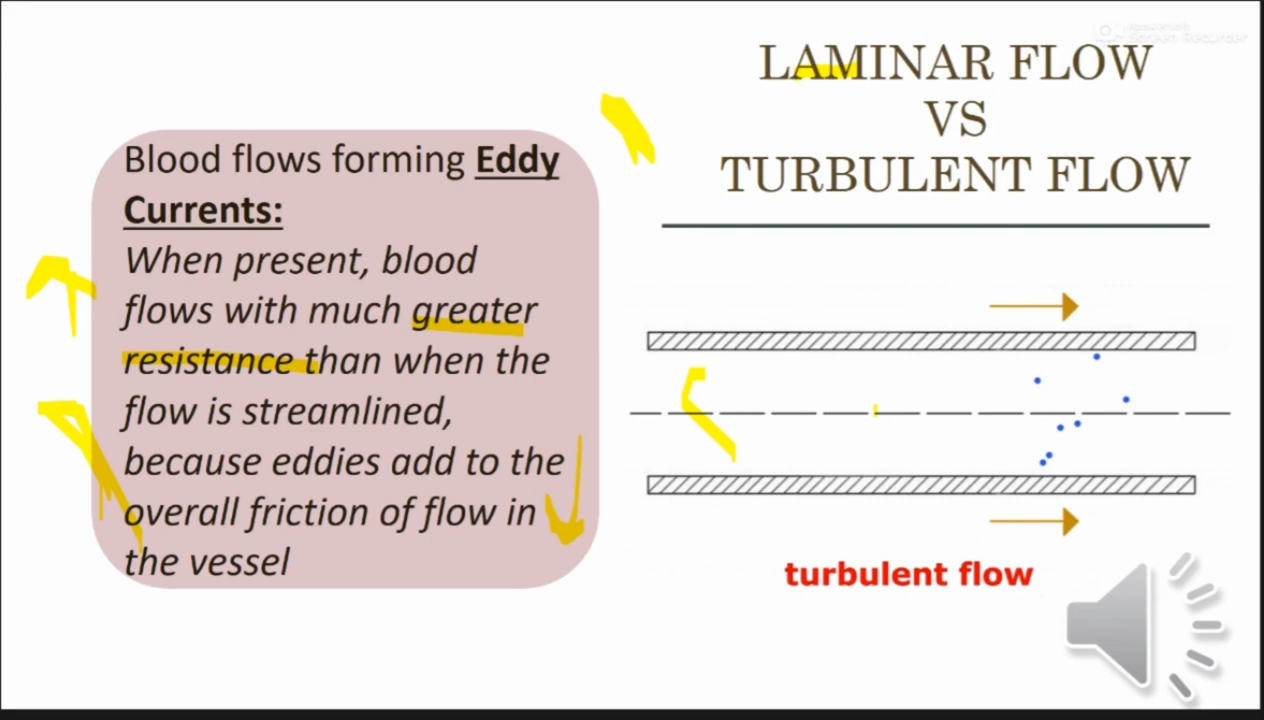 Screen Recorder
LAMINAR FLOW
VS
TURBULENT FLOW
Blood flows forming Eddy
Currents:
When present, blood
flows with much greater
resistance than when the
flow is streamlined,
because eddies add to the
overall friction of flow in
the vessel
turbulent flow